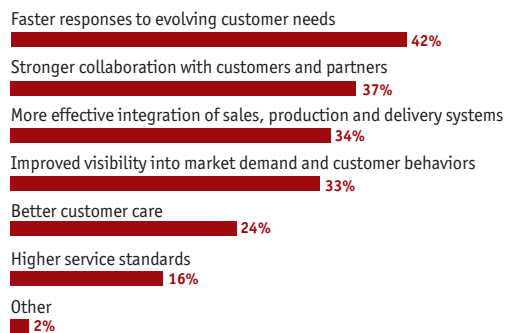 Faster responses to evolving customer needs
42%
Stronger collaboration with customers and partners
37%
More effective integration of sales, production and delivery systems
34%
Improved visibility into market demand and customer behaviors
33%
Better customer care
24%
Higher service standards
16%
Other
2%